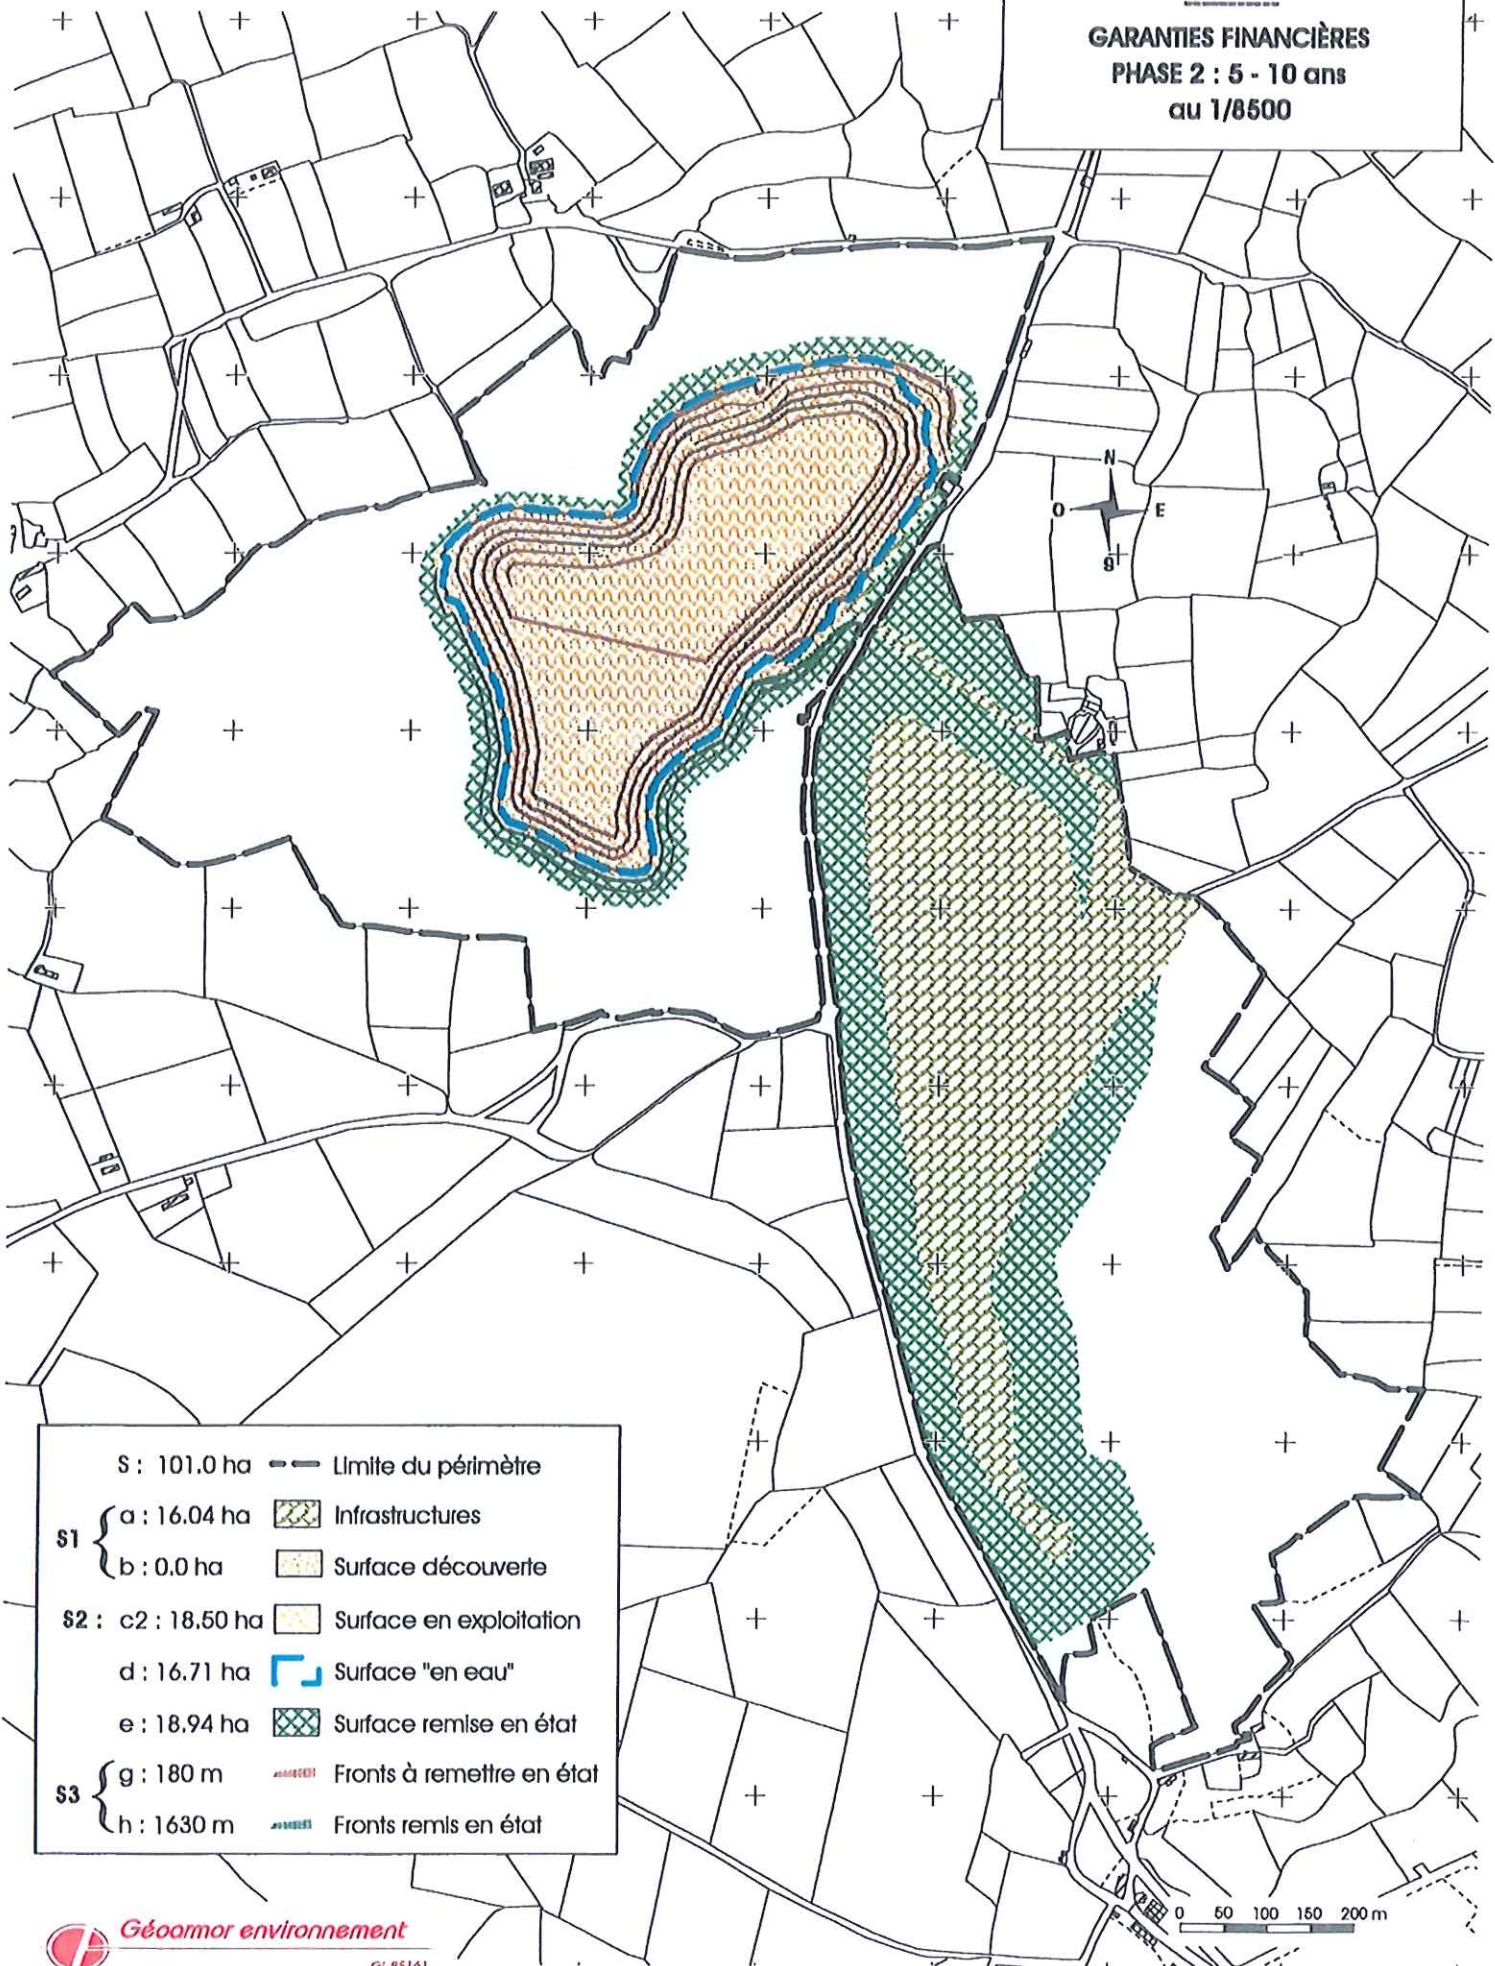 GARANTIES FINANCIÈRES
PHASE 2 : 5 - 10 ans
au 1/8500
N
O E
S
S : 101.0 ha Limite du périmètre
S1 a : 16.04 ha Infrastructures
b : 0.0 ha Surface découverte
S2 : c2 : 18.50 ha Surface en exploitation
d : 16.71 ha Surface "en eau"
e : 18.94 ha Surface remise en état
S3 g : 180 m Fronts à remettre en état
h : 1630 m Fronts remis en état
0 50 100 150 200 m
Géoarmor environnement